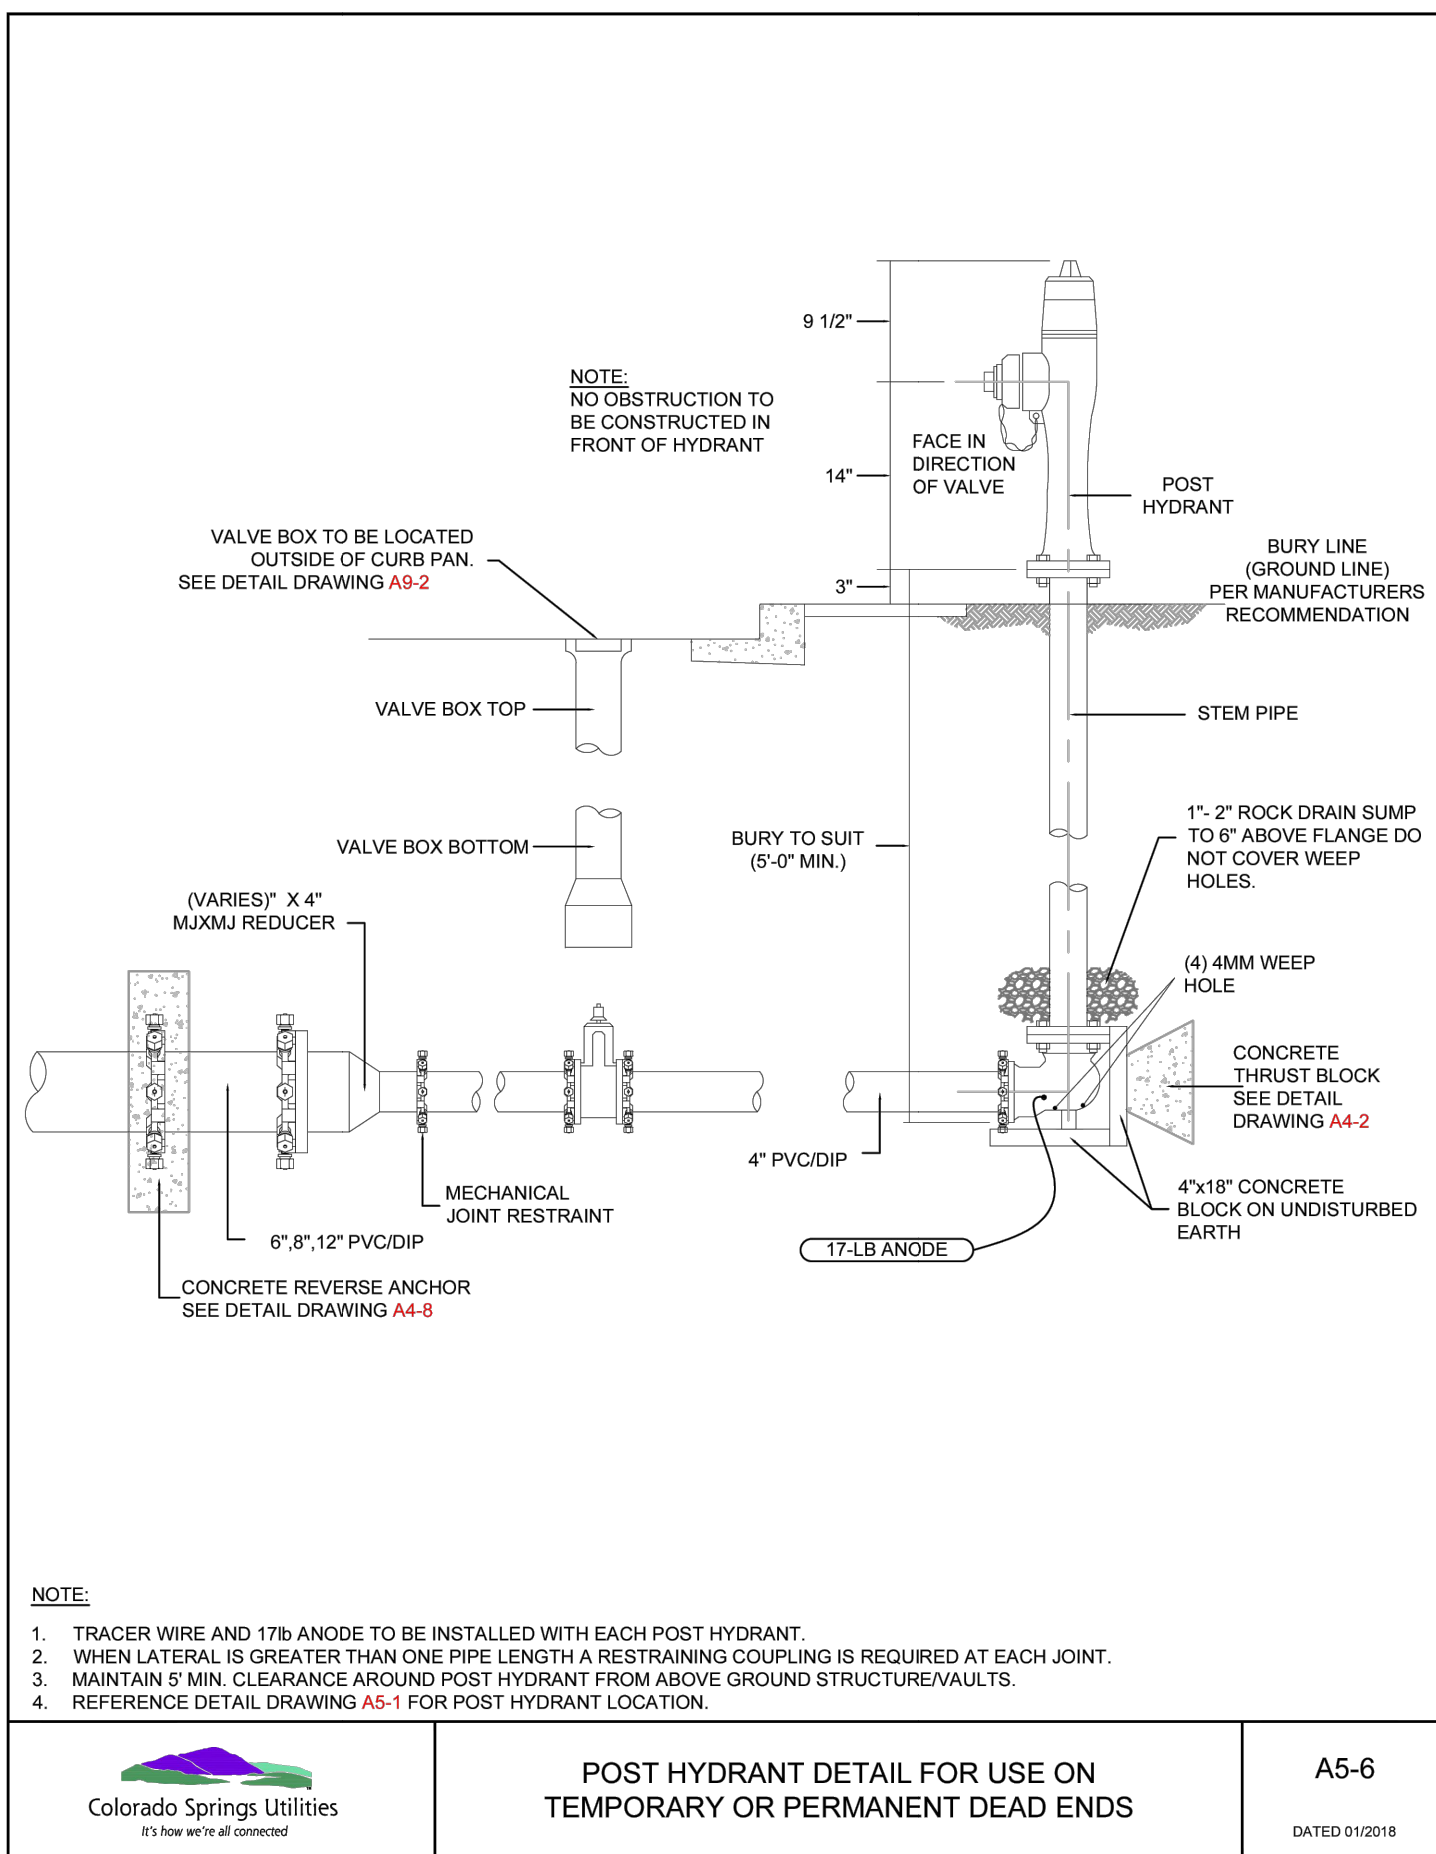 9 1/2"
NOTE:
NO OBSTRUCTION TO
BE CONSTRUCTED IN
FRONT OF HYDRANT
FACE IN
DIRECTION
OF VALVE
14"
POST
HYDRANT
VALVE BOX TO BE LOCATED
OUTSIDE OF CURB PAN.
SEE DETAIL DRAWING A9-2
3"
BURY LINE
(GROUND LINE)
PER MANUFACTURERS
RECOMMENDATION
VALVE BOX TOP
STEM PIPE
VALVE BOX BOTTOM
BURY TO SUIT
(5'-0" MIN.)
1"- 2" ROCK DRAIN SUMP
TO 6" ABOVE FLANGE DO
NOT COVER WEEP
HOLES.
(VARIES)" X 4"
MJXMJ REDUCER
(4) 4MM WEEP
HOLE
CONCRETE
THRUST BLOCK
SEE DETAIL
DRAWING A4-2
4" PVC/DIP
MECHANICAL
JOINT RESTRAINT
4"x18" CONCRETE
BLOCK ON UNDISTURBED
EARTH
6",8",12" PVC/DIP
17-LB ANODE
CONCRETE REVERSE ANCHOR
SEE DETAIL DRAWING A4-8
NOTE:
1. TRACER WIRE AND 17lb ANODE TO BE INSTALLED WITH EACH POST HYDRANT.
2. WHEN LATERAL IS GREATER THAN ONE PIPE LENGTH A RESTRAINING COUPLING IS REQUIRED AT EACH JOINT.
3. MAINTAIN 5' MIN. CLEARANCE AROUND POST HYDRANT FROM ABOVE GROUND STRUCTURE/VAULTS.
4. REFERENCE DETAIL DRAWING A5-1 FOR POST HYDRANT LOCATION.
Colorado Springs Utilities
It's how we're all connected
POST HYDRANT DETAIL FOR USE ON
TEMPORARY OR PERMANENT DEAD ENDS
A5-6
DATED 01/2018